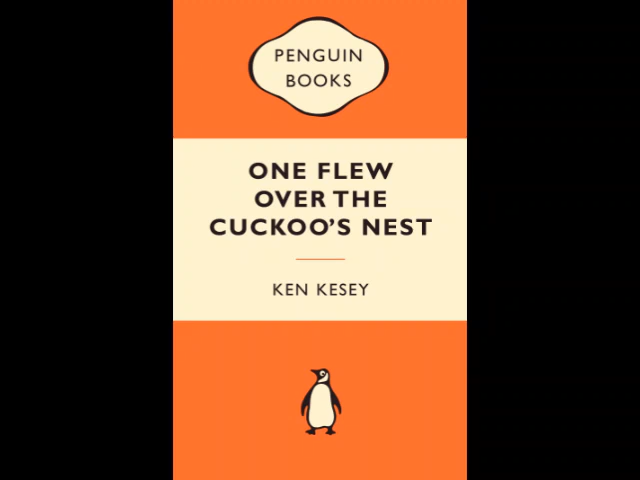 PENGUIN
BOOKS
ONE FLEW
OVER THE
CUCKOO'S NEST
KEN KESEY